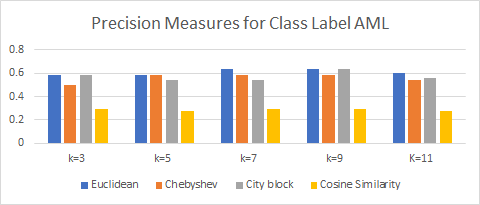 Precision Measures for Class Label AML
0.8
0.6
0.4
0.2
0
k=3 k=5 k=7 k=9 K=11
Euclidean Chebyshev City block Cosine Similarity